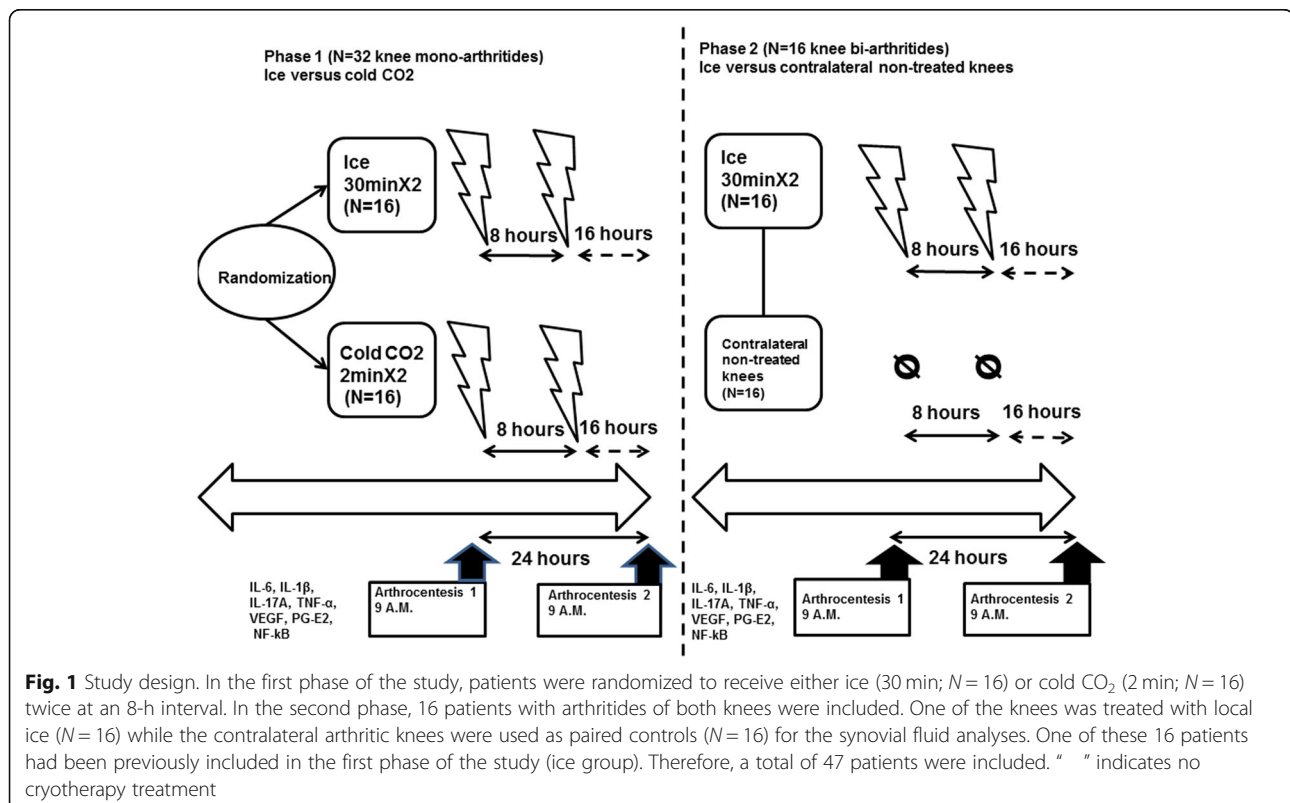 Phase 1 (N=32 knee mono-arthritides)
Ice versus cold CO2
Ice
30minX2
(N=16)
8 hours
16 hours
Randomization
Cold CO2
2minX2
(N=16)
8 hours
16 hours
24 hours
IL-6, IL-1β,
IL-17A, TNF-α,
VEGF, PG-E2,
NF-kB
Arthrocentesis 1
9 A.M.
Arthrocentesis 2
9 A.M.
Phase 2 (N=16 knee bi-arthritides)
Ice versus contralateral non-treated knees
Ice
30minX2
(N=16)
8 hours
16 hours
Contralateral
non-treated
knees
(N=16)
8 hours
16 hours
24 hours
IL-6, IL-1β,
IL-17A, TNF-α,
VEGF, PG-E2,
NF-kB
Arthrocentesis 1
9 A.M.
Arthrocentesis 2
9 A.M.
Fig. 1 Study design. In the first phase of the study, patients were randomized to receive either ice (30 min; N = 16) or cold CO₂ (2 min; N = 16)
twice at an 8-h interval. In the second phase, 16 patients with arthritides of both knees were included. One of the knees was treated with local
ice (N = 16) while the contralateral arthritic knees were used as paired controls (N = 16) for the synovial fluid analyses. One of these 16 patients
had been previously included in the first phase of the study (ice group). Therefore, a total of 47 patients were included. “ ” indicates no
cryotherapy treatment